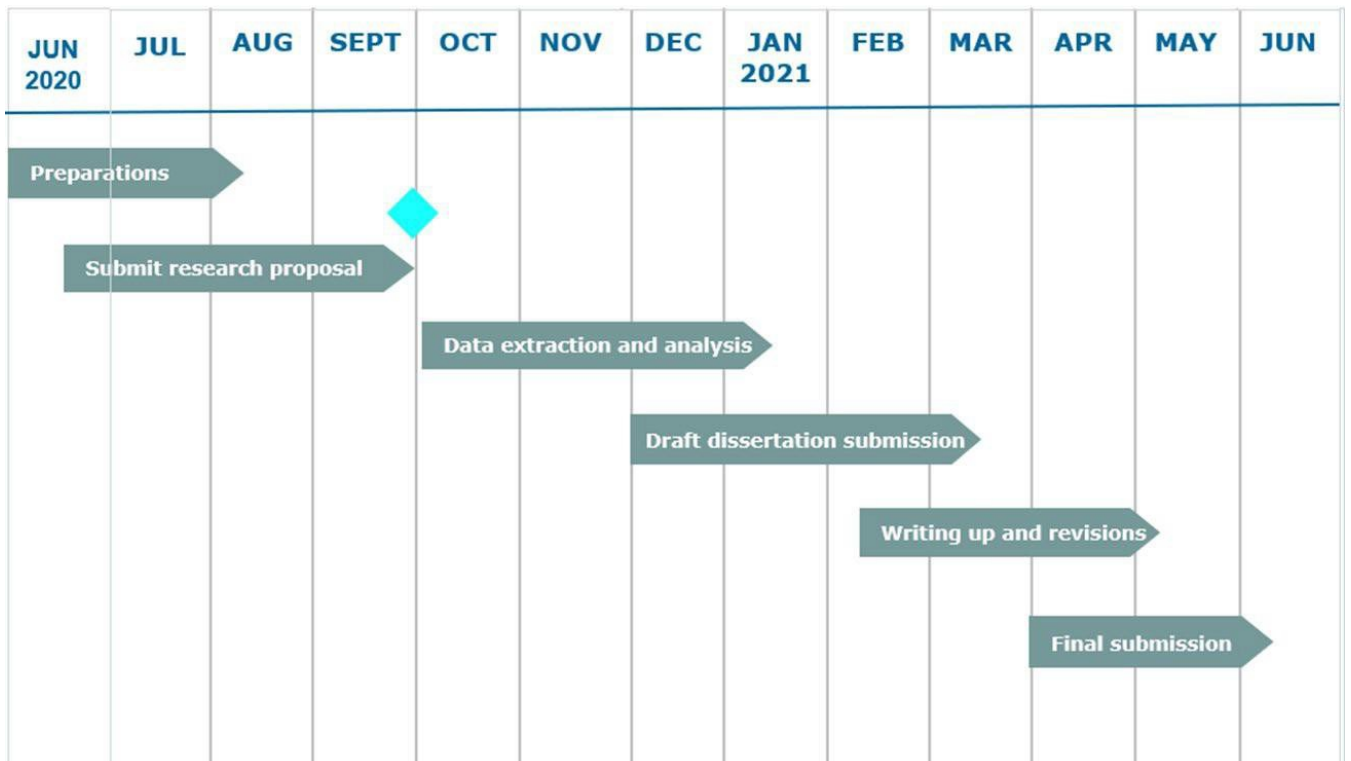 JUN JUL AUG SEPT OCT NOV DEC JAN FEB MAR APR MAY JUN
2020 2021
Preparations
Submit research proposal
Data extraction and analysis
Draft dissertation submission
Writing up and revisions
Final submission